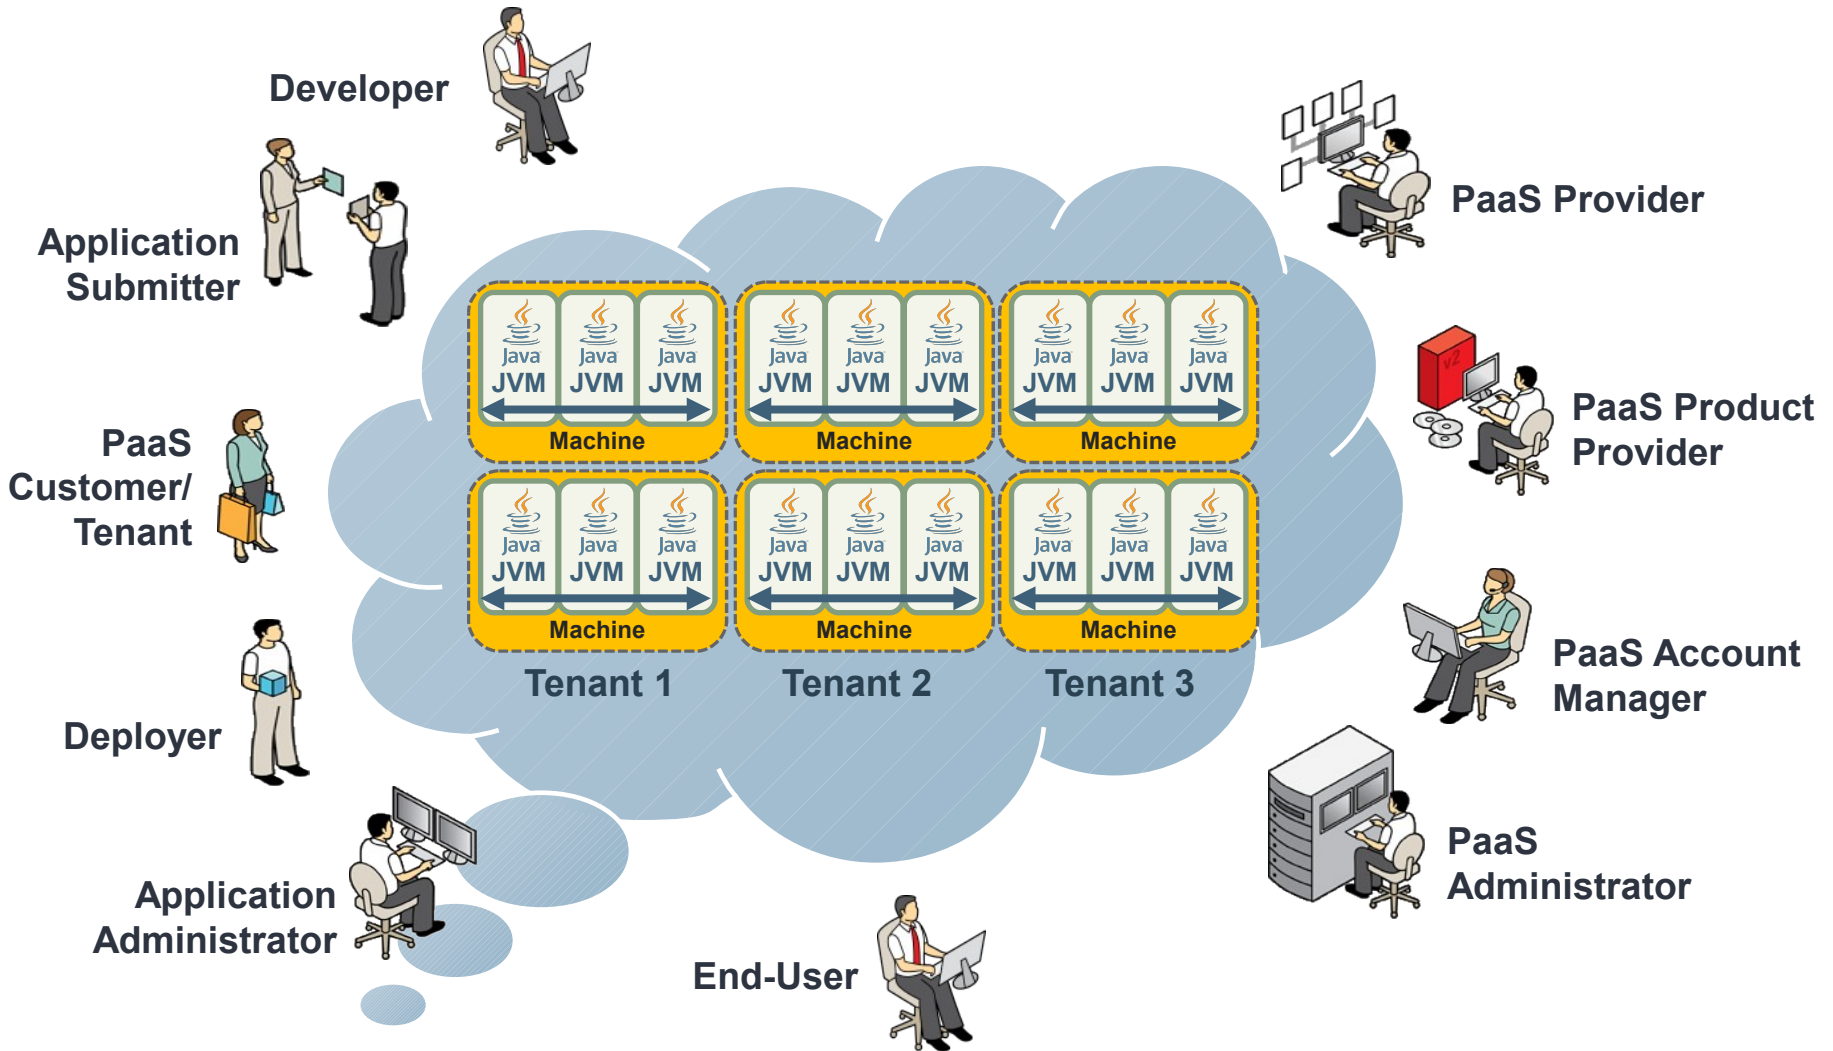 Developer
Application
Submitter
PaaS
Customer/
Tenant
Deployer
Application
Administrator
Java Java Java
JVM JVM JVM
Machine
Java Java Java
JVM JVM JVM
Machine
Java Java Java
JVM JVM JVM
Machine
Java Java Java
JVM JVM JVM
Machine
Java Java Java
JVM JVM JVM
Machine
Java Java Java
JVM JVM JVM
Machine
Tenant 1
Tenant 2
Tenant 3
End-User
PaaS Provider
v2
PaaS Product
Provider
PaaS Account
Manager
PaaS
Administrator